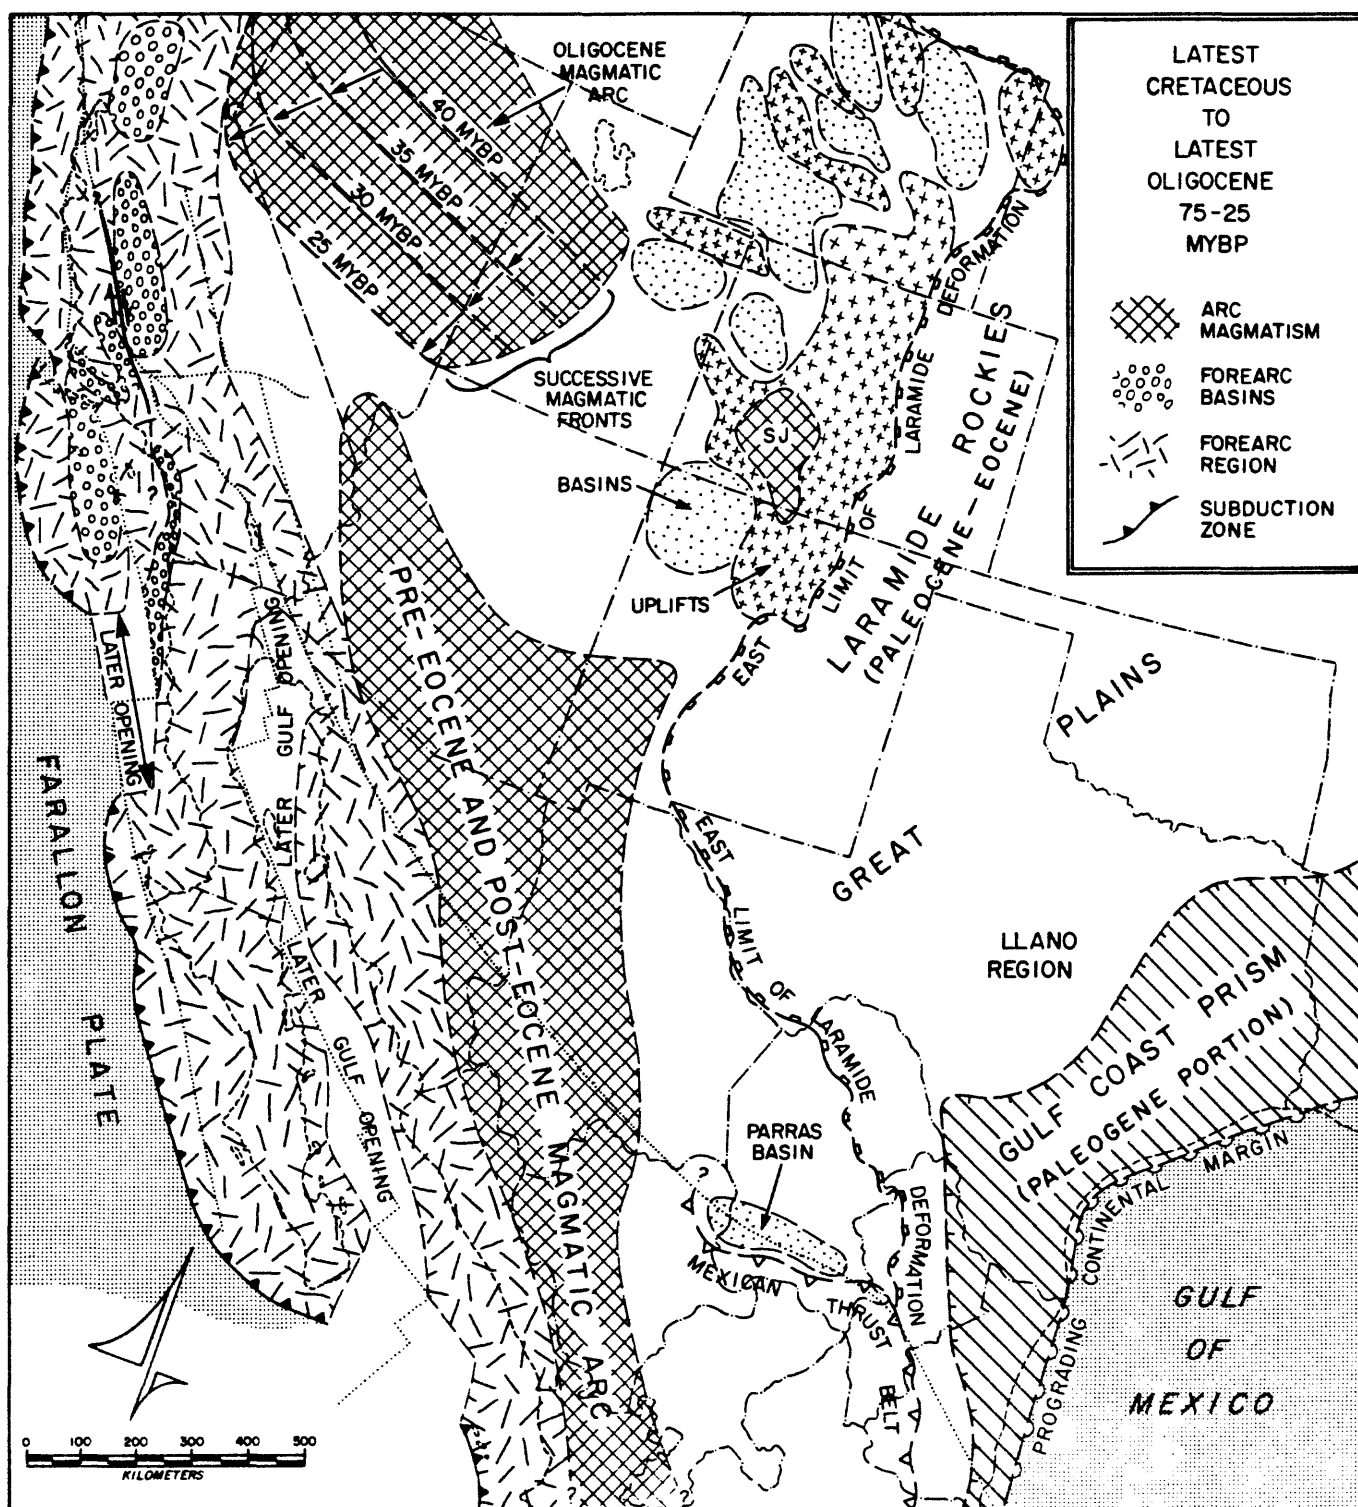 LATEST
CRETACEOUS
TO
LATEST
OLIGOCENE
75-25
MYBP
ARC
MAGMATISM
FOREARC
BASINS
FOREARC
REGION
SUBDUCTION
ZONE
OLIGOCENE
MAGMATIC
ARC
40 MYBP
35 MYBP
30 MYBP
25 MYBP
SUCCESSIVE
MAGMATIC
FRONTS
SJ
BASINS
UPLIFTS
EAST LIMIT OF LARAMIDE DEFORMATION
LARAMIDE ROCKIES
(PALEOCENE-EOCENE)
GREAT PLAINS
LLANO
REGION
EAST LIMIT OF LARAMIDE DEFORMATION
GULF COAST PRISM
(PALEOGENE PORTION)
PROGRADING CONTINENTAL MARGIN
GULF
OF
MEXICO
PARRAS
BASIN
?
MEXICAN THRUST BELT
PRE-EOCENE AND POST-EOCENE MAGMATIC ARC
?
?
?
LATER OPENING
LATER GULF OPENING
LATER GULF OPENING
FARALLON PLATE
0 100 200 300 400 500
KILOMETERS